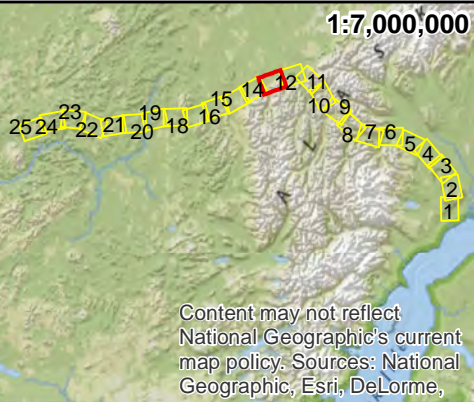 1:7,000,000
25 24 23 22 21 20 19 18 16 15 14 12 11 10 9 8 7 6 5 4 3 2 1
A L A S
Content may not reflect
National Geographic's current
map policy. Sources: National
Geographic, Esri, DeLorme,